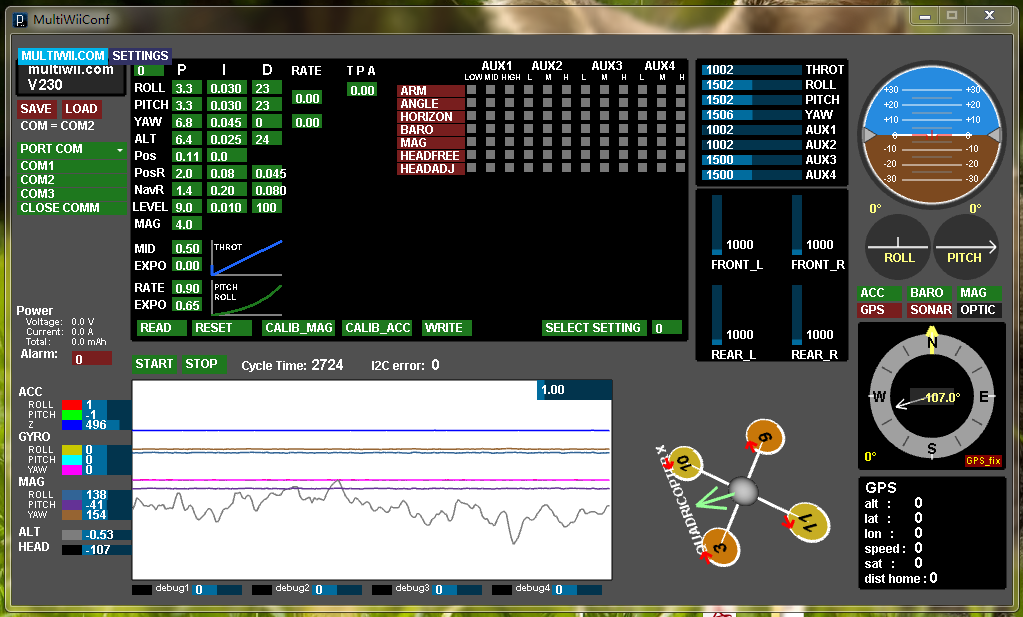 MultiWiiConf
MULTIWII.COM SETTINGS
multiwii.com
V230
SAVE LOAD
COM = COM2
PORT COM
COM1
COM2
COM3
CLOSE COMM
Power
Voltage: 0.0 V
Current: 0.0 A
Total: 0.0 mAh
Alarm: 0
0 P I D RATE T P A
ROLL 3.3 0.030 23 0.00
PITCH 3.3 0.030 23 0.00
YAW 6.8 0.045 0 0.00
ALT 6.4 0.025 24
Pos 0.11 0.0
PosR 2.0 0.08 0.045
NavR 1.4 0.20 0.080
LEVEL 9.0 0.010 100
MAG 4.0
MID 0.50 THROT
EXPO 0.00
RATE 0.90 PITCH
EXPO 0.65 ROLL
AUX1 AUX2 AUX3 AUX4
LOW MID HIGH L M H L M H L M H
ARM
ANGLE
HORIZON
BARO
MAG
HEADFREE
HEADADJ
READ RESET CALIB_MAG CALIB_ACC WRITE SELECT SETTING 0
1002 THROT
1502 ROLL
1502 PITCH
1506 YAW
1002 AUX1
1002 AUX2
1500 AUX3
1500 AUX4
1000 1000
FRONT_L FRONT_R
1000 1000
REAR_L REAR_R
+30 +30
+20 +20
+10 +10
0 0
-10 -10
-20 -20
-30 -30
0° 0°
ROLL PITCH
ACC BARO MAG
GPS SONAR OPTIC
N
W -107.0° E
S
0° GPS_fix
GPS
alt : 0
lat : 0
lon : 0
speed : 0
sat : 0
dist home : 0
START STOP Cycle Time: 2724 I2C error: 0
1.00
ACC
ROLL 1
PITCH -1
Z 496
GYRO
ROLL 0
PITCH 0
YAW 0
MAG
ROLL 138
PITCH -41
YAW 154
ALT -0.53
HEAD -107
debug1 0 debug2 0 debug3 0 debug4 0
9
10
QUADRICOPTER X
11
3